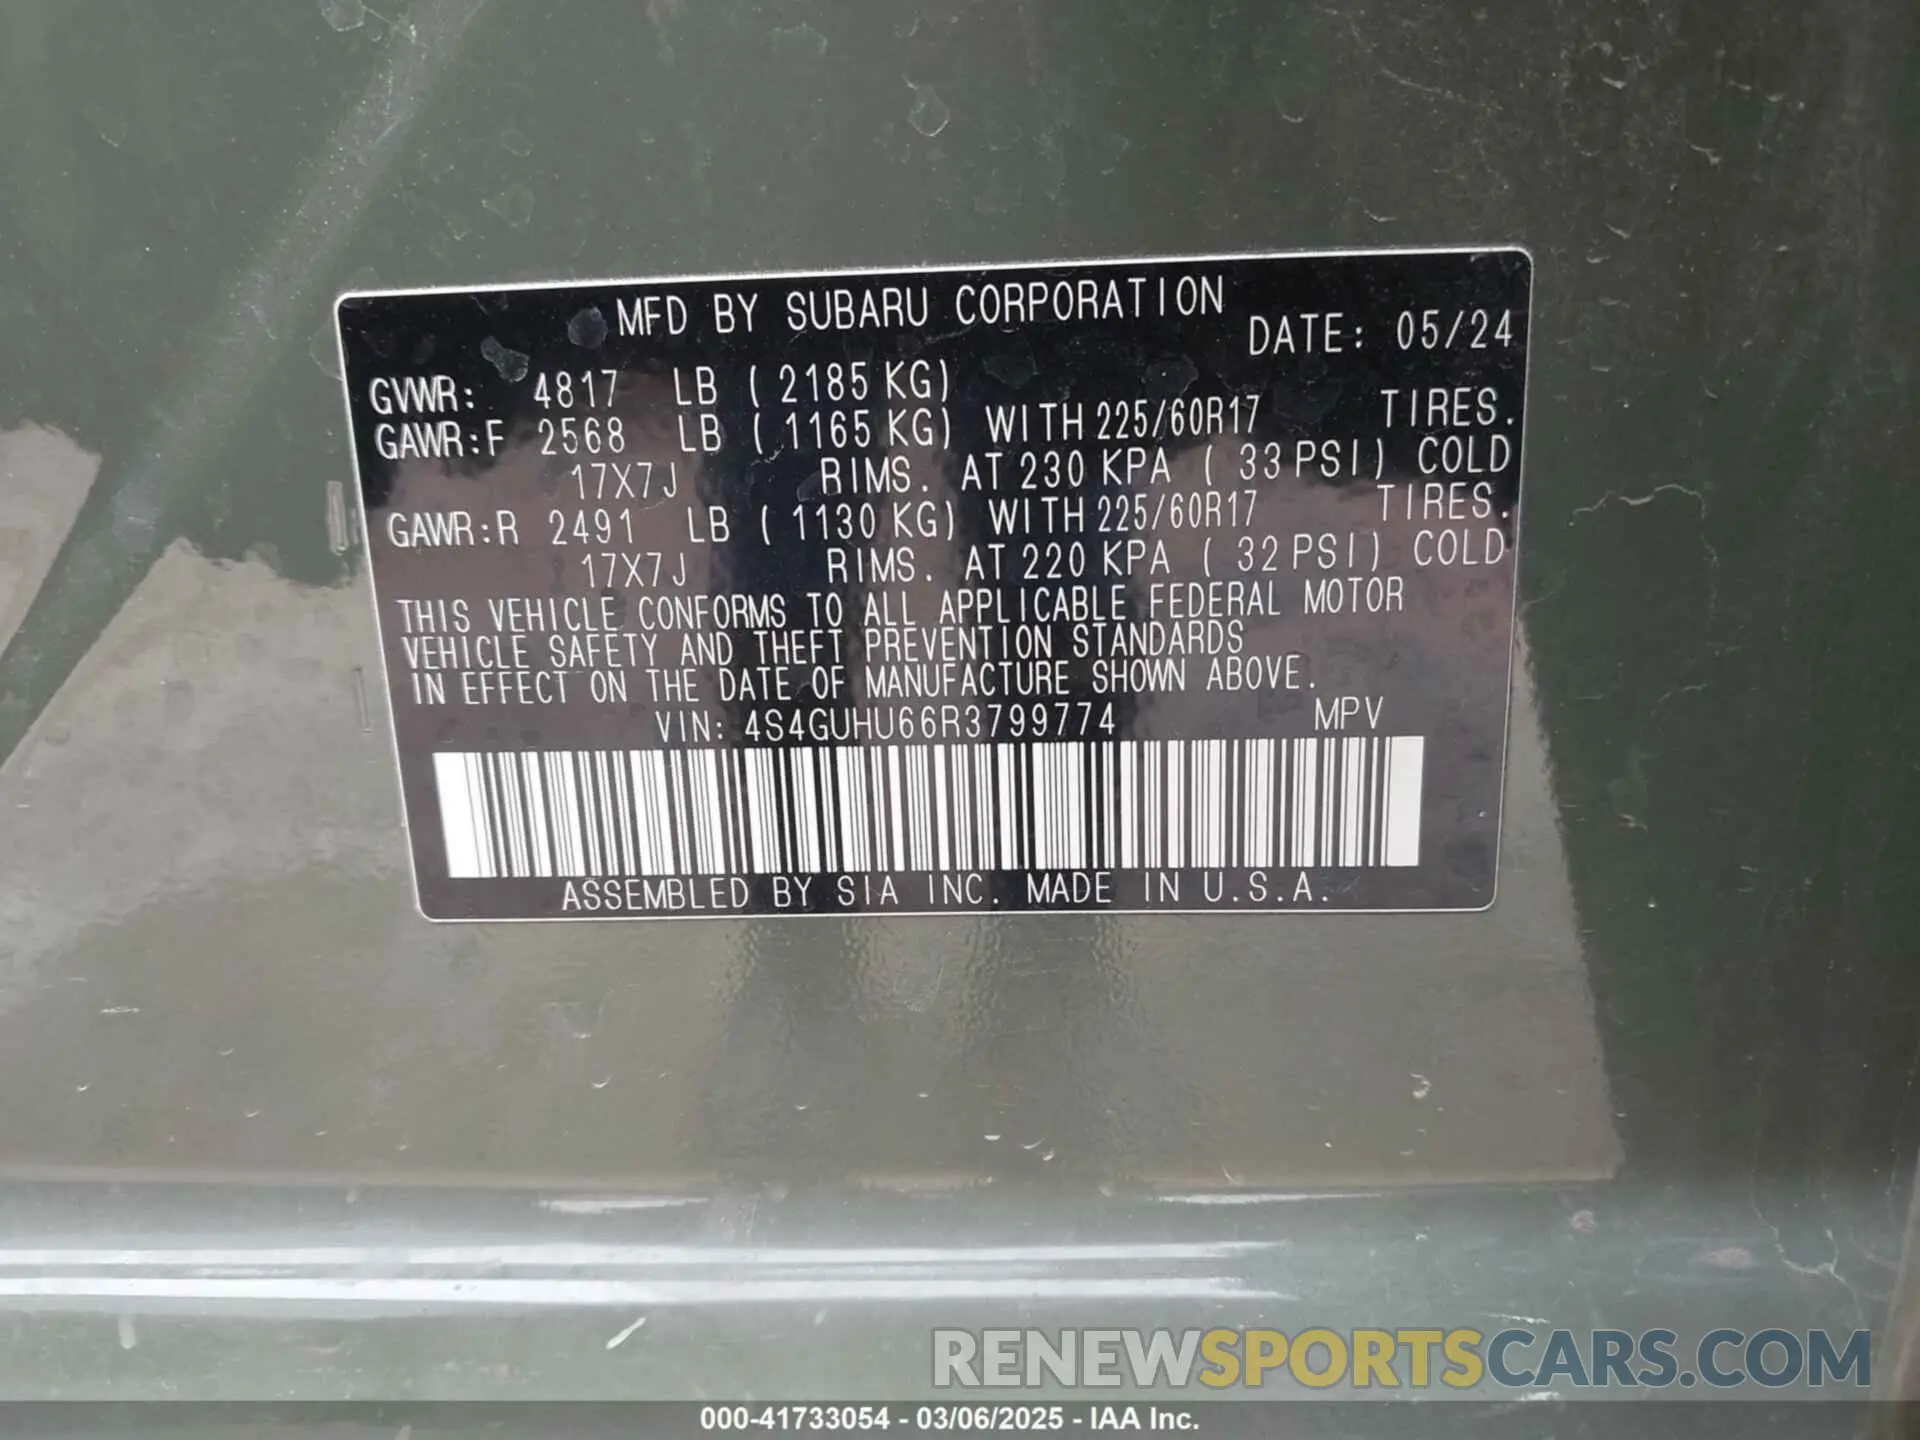 MFD BY SUBARU CORPORATION
DATE: 05/24
GVWR: 4817 LB ( 2185 KG)
GAWR:F 2568 LB ( 1165 KG) WITH 225/60R17 TIRES.
17X7J RIMS. AT 230 KPA ( 33 PSI) COLD
GAWR:R 2491 LB ( 1130 KG) WITH 225/60R17 TIRES.
17X7J RIMS. AT 220 KPA ( 32 PSI) COLD
THIS VEHICLE CONFORMS TO ALL APPLICABLE FEDERAL MOTOR
VEHICLE SAFETY AND THEFT PREVENTION STANDARDS
IN EFFECT ON THE DATE OF MANUFACTURE SHOWN ABOVE.
VIN: 4S4GUHU66R3799774 MPV
ASSEMBLED BY SIA INC. MADE IN U.S.A.
RENEWSPORTSCARS.COM
000-41733054 - 03/06/2025 - IAA Inc.